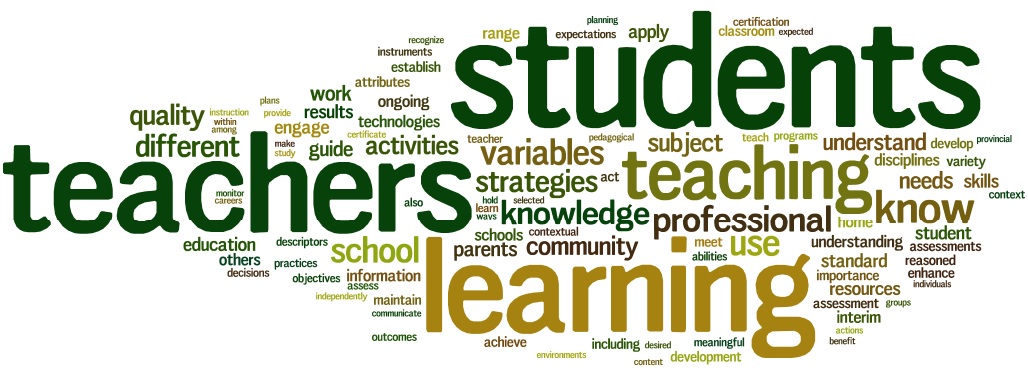 planning
certification
students
range
expectations
apply
classroom
expected
recognize
instruments
establish
attributes
plans
work
ongoing
quality
instruction
provide
results
technologies
within
among
engage
certificate
teacher
pedagogical
subject
teach
programs
understand
develop
provincial
different
make
study
guide
activities
variables
teaching
disciplines
variety
teachers
strategies
act
needs
skills
monitor
careers
also
hold
selected
learn
ways
knowledge
professional
know
context
home
education
descriptors
school
schools
contextual
parents
community
meet
abilities
use
understanding
student
assessments
others
practices
decisions
objectives
information
assess
learning
standard
reasoned
importance
enhance
resources
individuals
independently
maintain
communicate
assessment
groups
interim
outcomes
achieve
including
desired
meaningful
actions
benefit
environments
content
development